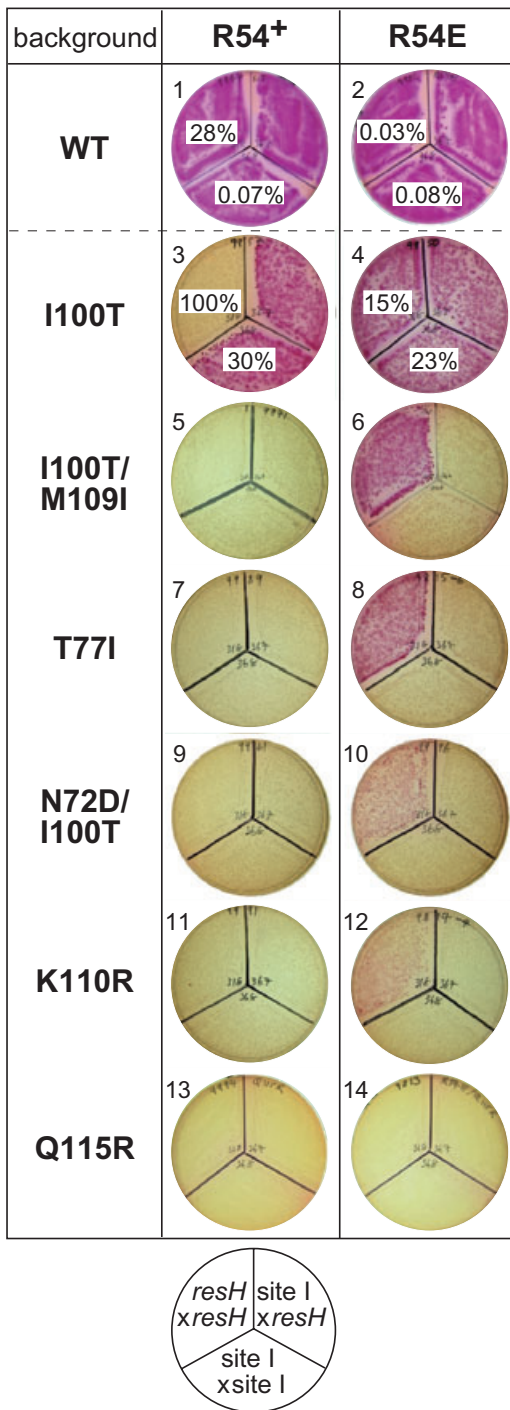 background R54+ R54E
WT
1
28%
0.07%
2
0.03%
0.08%
I100T
3
100%
30%
4
15%
23%
I100T/
M109I
5
6
T77I
7
8
N72D/
I100T
9
10
K110R
11
12
Q115R
13
14
resH
xresH
site I
xresH
site I
xsite I